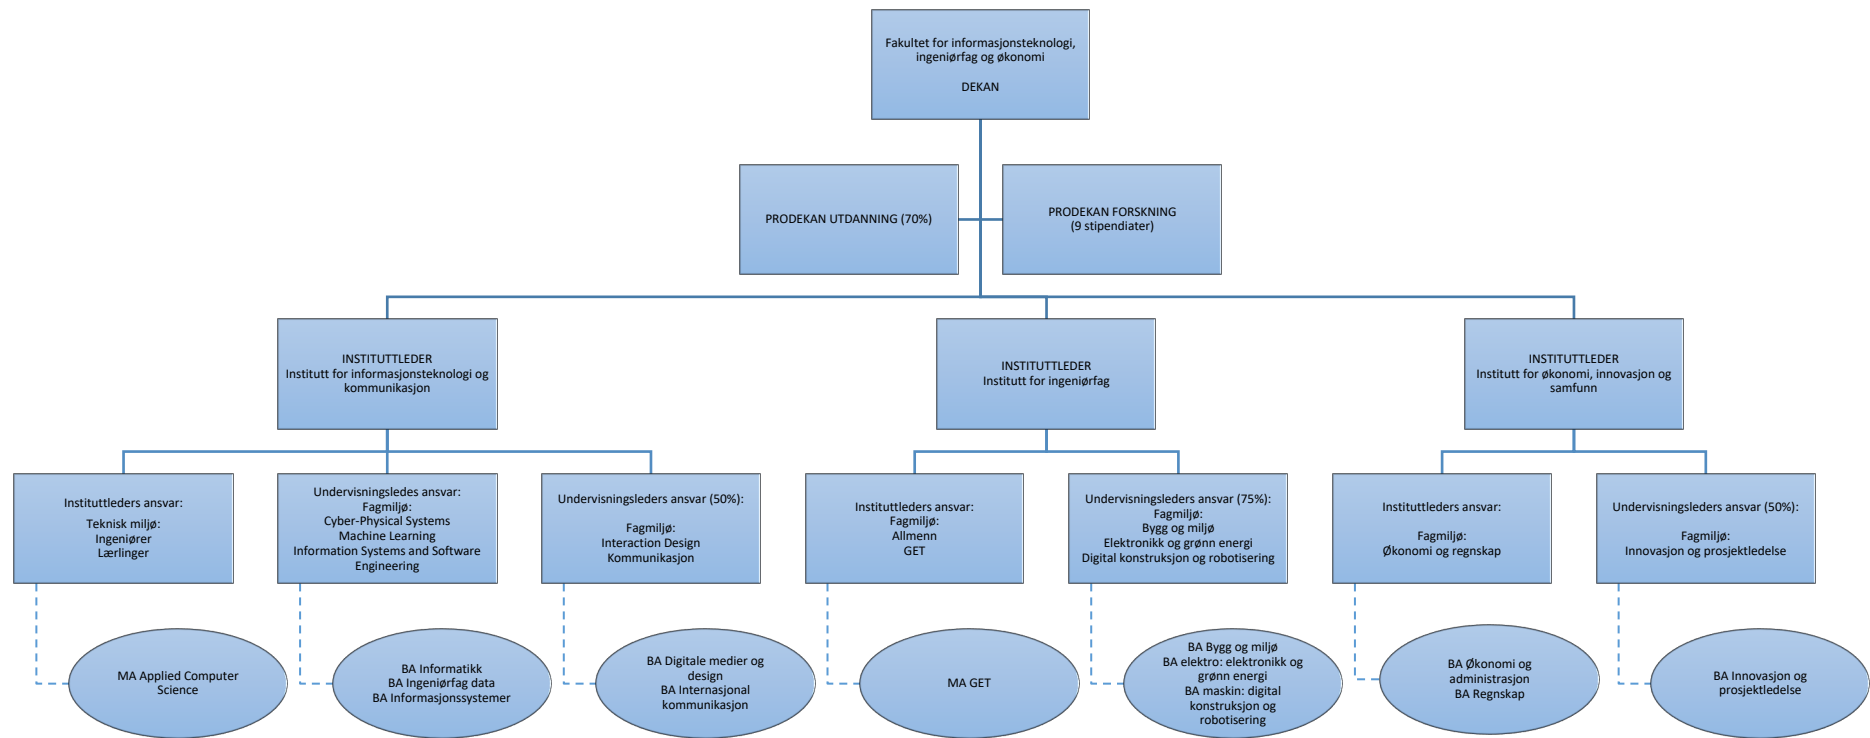 Fakultet for informasjonsteknologi,
ingeniørfag og økonomi
DEKAN
PRODEKAN UTDANNING (70%)
PRODEKAN FORSKNING
(9 stipendiater)
INSTITUTTLEDER
Institutt for informasjonsteknologi og
kommunikasjon
INSTITUTTLEDER
Institutt for ingeniørfag
INSTITUTTLEDER
Institutt for økonomi, innovasjon og
samfunn
Instituttleders ansvar:
Teknisk miljø:
Ingeniører
Lærlinger
Undervisningsledes ansvar:
Fagmiljø:
Cyber-Physical Systems
Machine Learning
Information Systems and Software
Engineering
Undervisningsleders ansvar (50%):
Fagmiljø:
Interaction Design
Kommunikasjon
Instituttleders ansvar:
Fagmiljø:
Allmenn
GET
Undervisningsleders ansvar (75%):
Fagmiljø:
Bygg og miljø
Elektronikk og grønn energi
Digital konstruksjon og robotisering
Instituttleders ansvar:
Fagmiljø:
Økonomi og regnskap
Undervisningsleders ansvar (50%):
Fagmiljø:
Innovasjon og prosjektledelse
MA Applied Computer
Science
BA Informatikk
BA Ingeniørfag data
BA Informasjonssystemer
BA Digitale medier og
design
BA Internasjonal
kommunikasjon
MA GET
BA Bygg og miljø
BA elektro: elektronikk og
grønn energi
BA maskin: digital
konstruksjon og
robotisering
BA Økonomi og
administrasjon
BA Regnskap
BA Innovasjon og
prosjektledelse